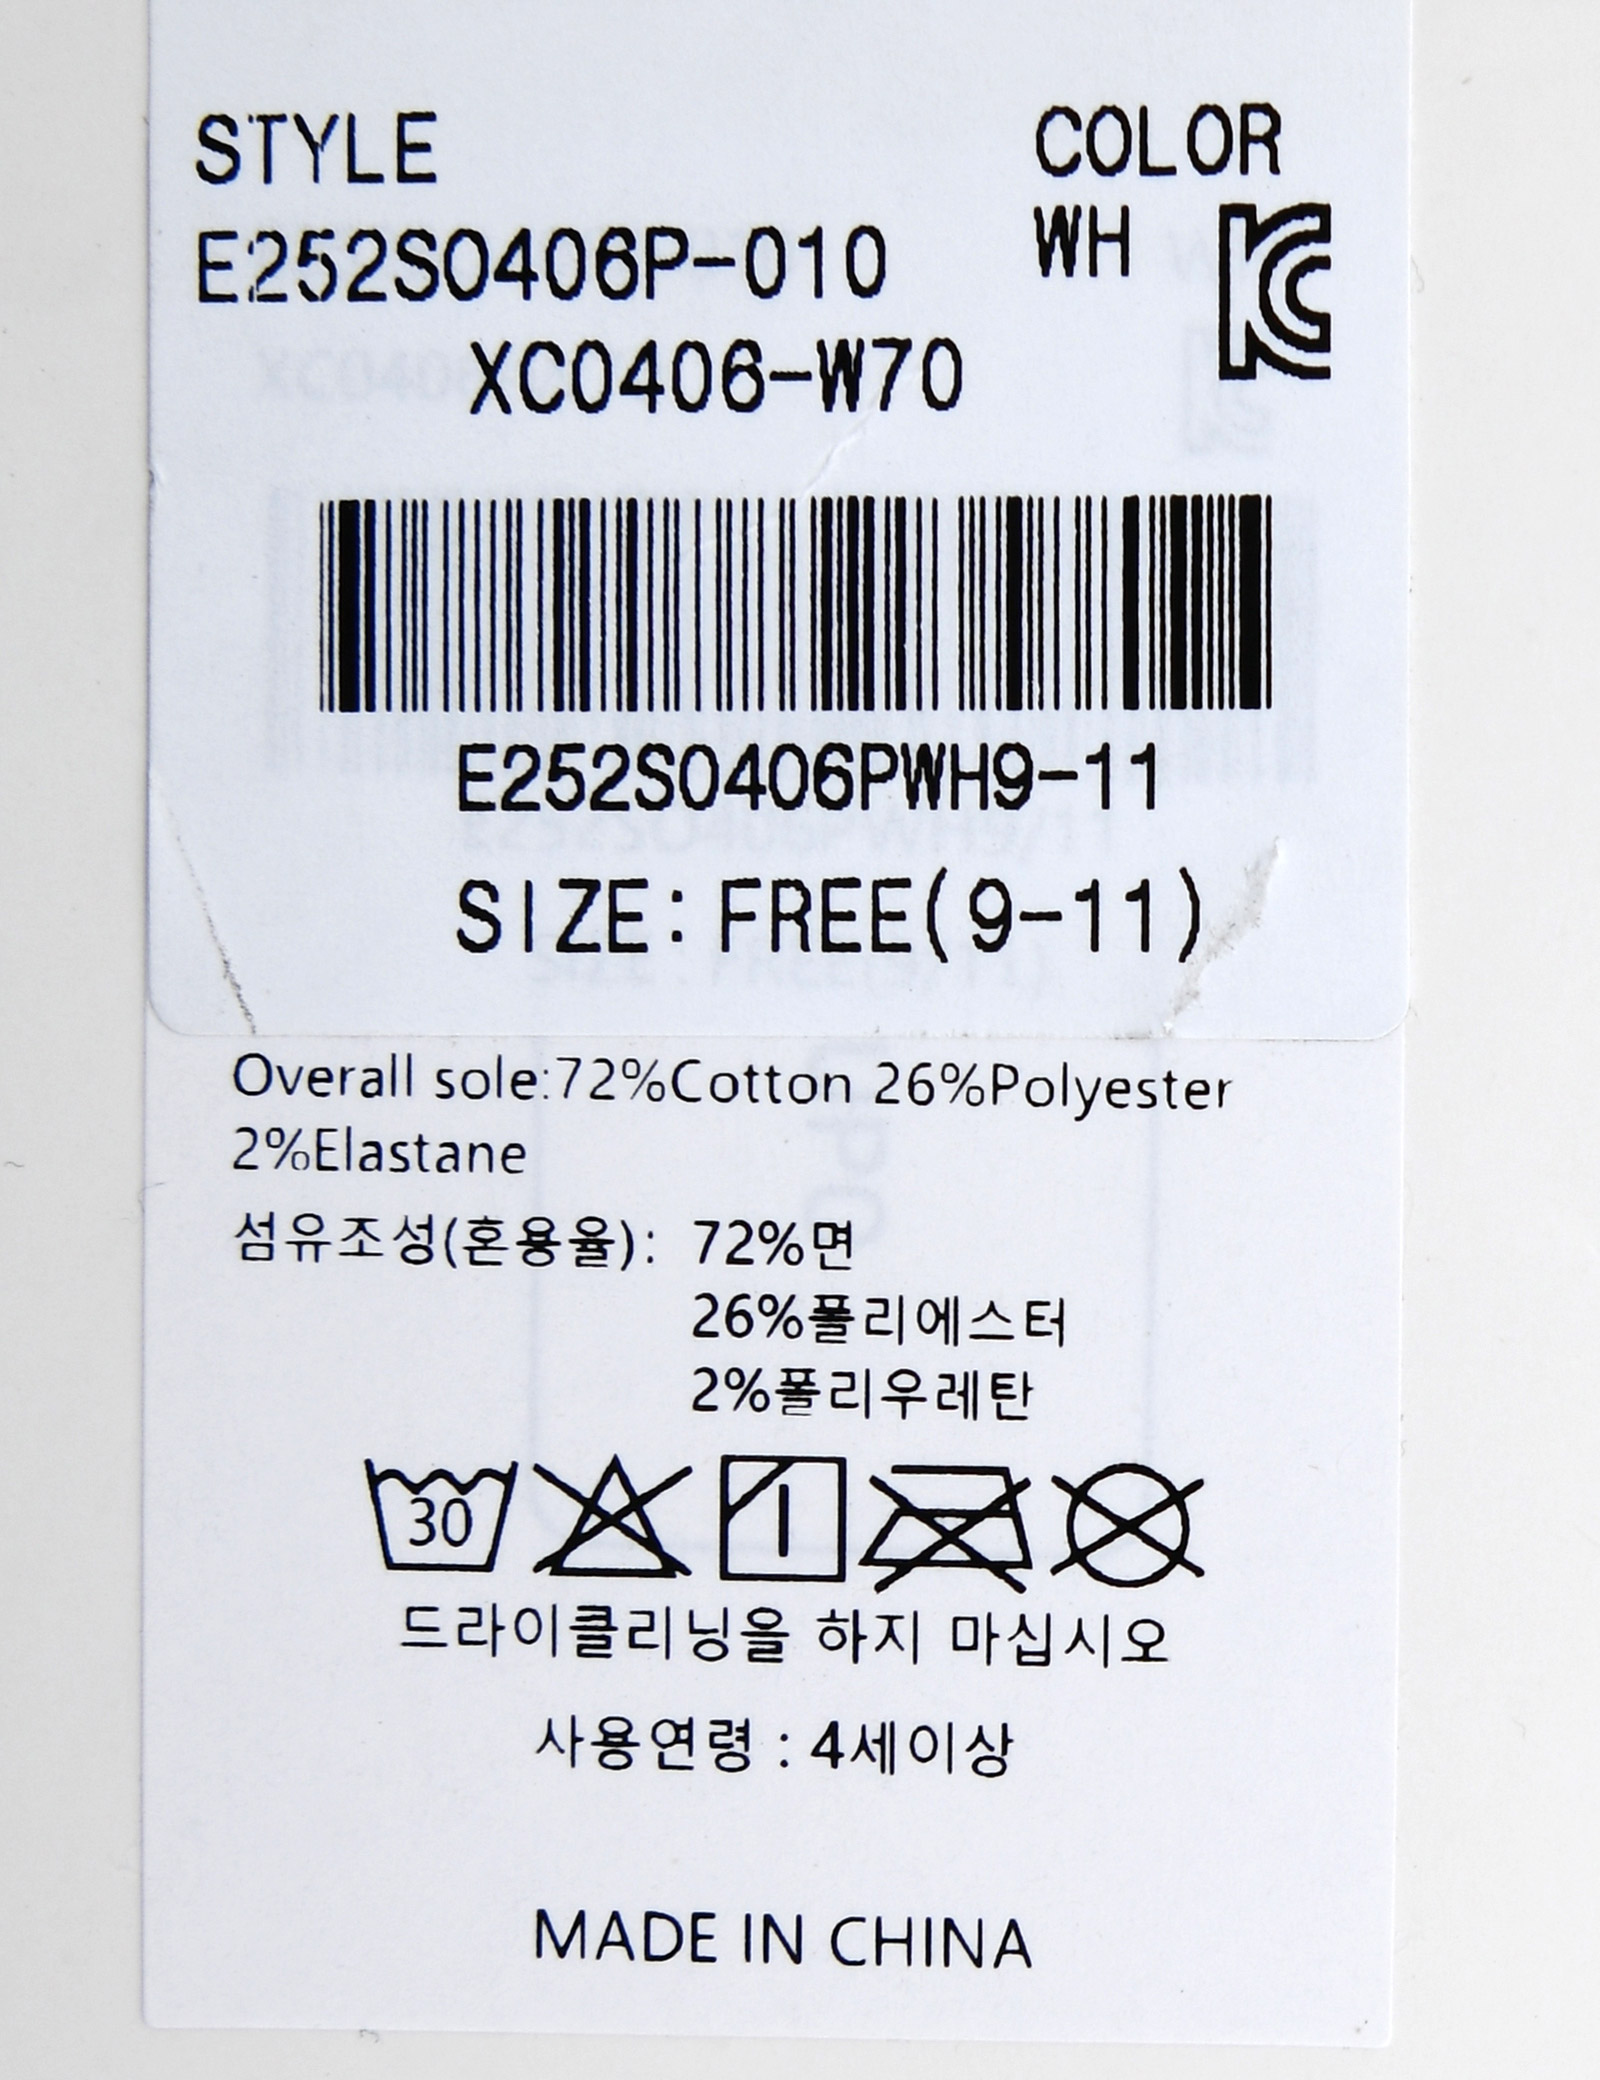 STYLE COLOR
E252S0406P-010 WH
KC
XC0406-W70
E252S0406PWH9-11
SIZE: FREE(9-11)
Overall sole:72%Cotton 26%Polyester
2%Elastane
섬유조성(혼용율): 72%면
26%폴리에스터
2%폴리우레탄
30
드라이클리닝을 하지 마십시오
사용연령 : 4세이상
MADE IN CHINA